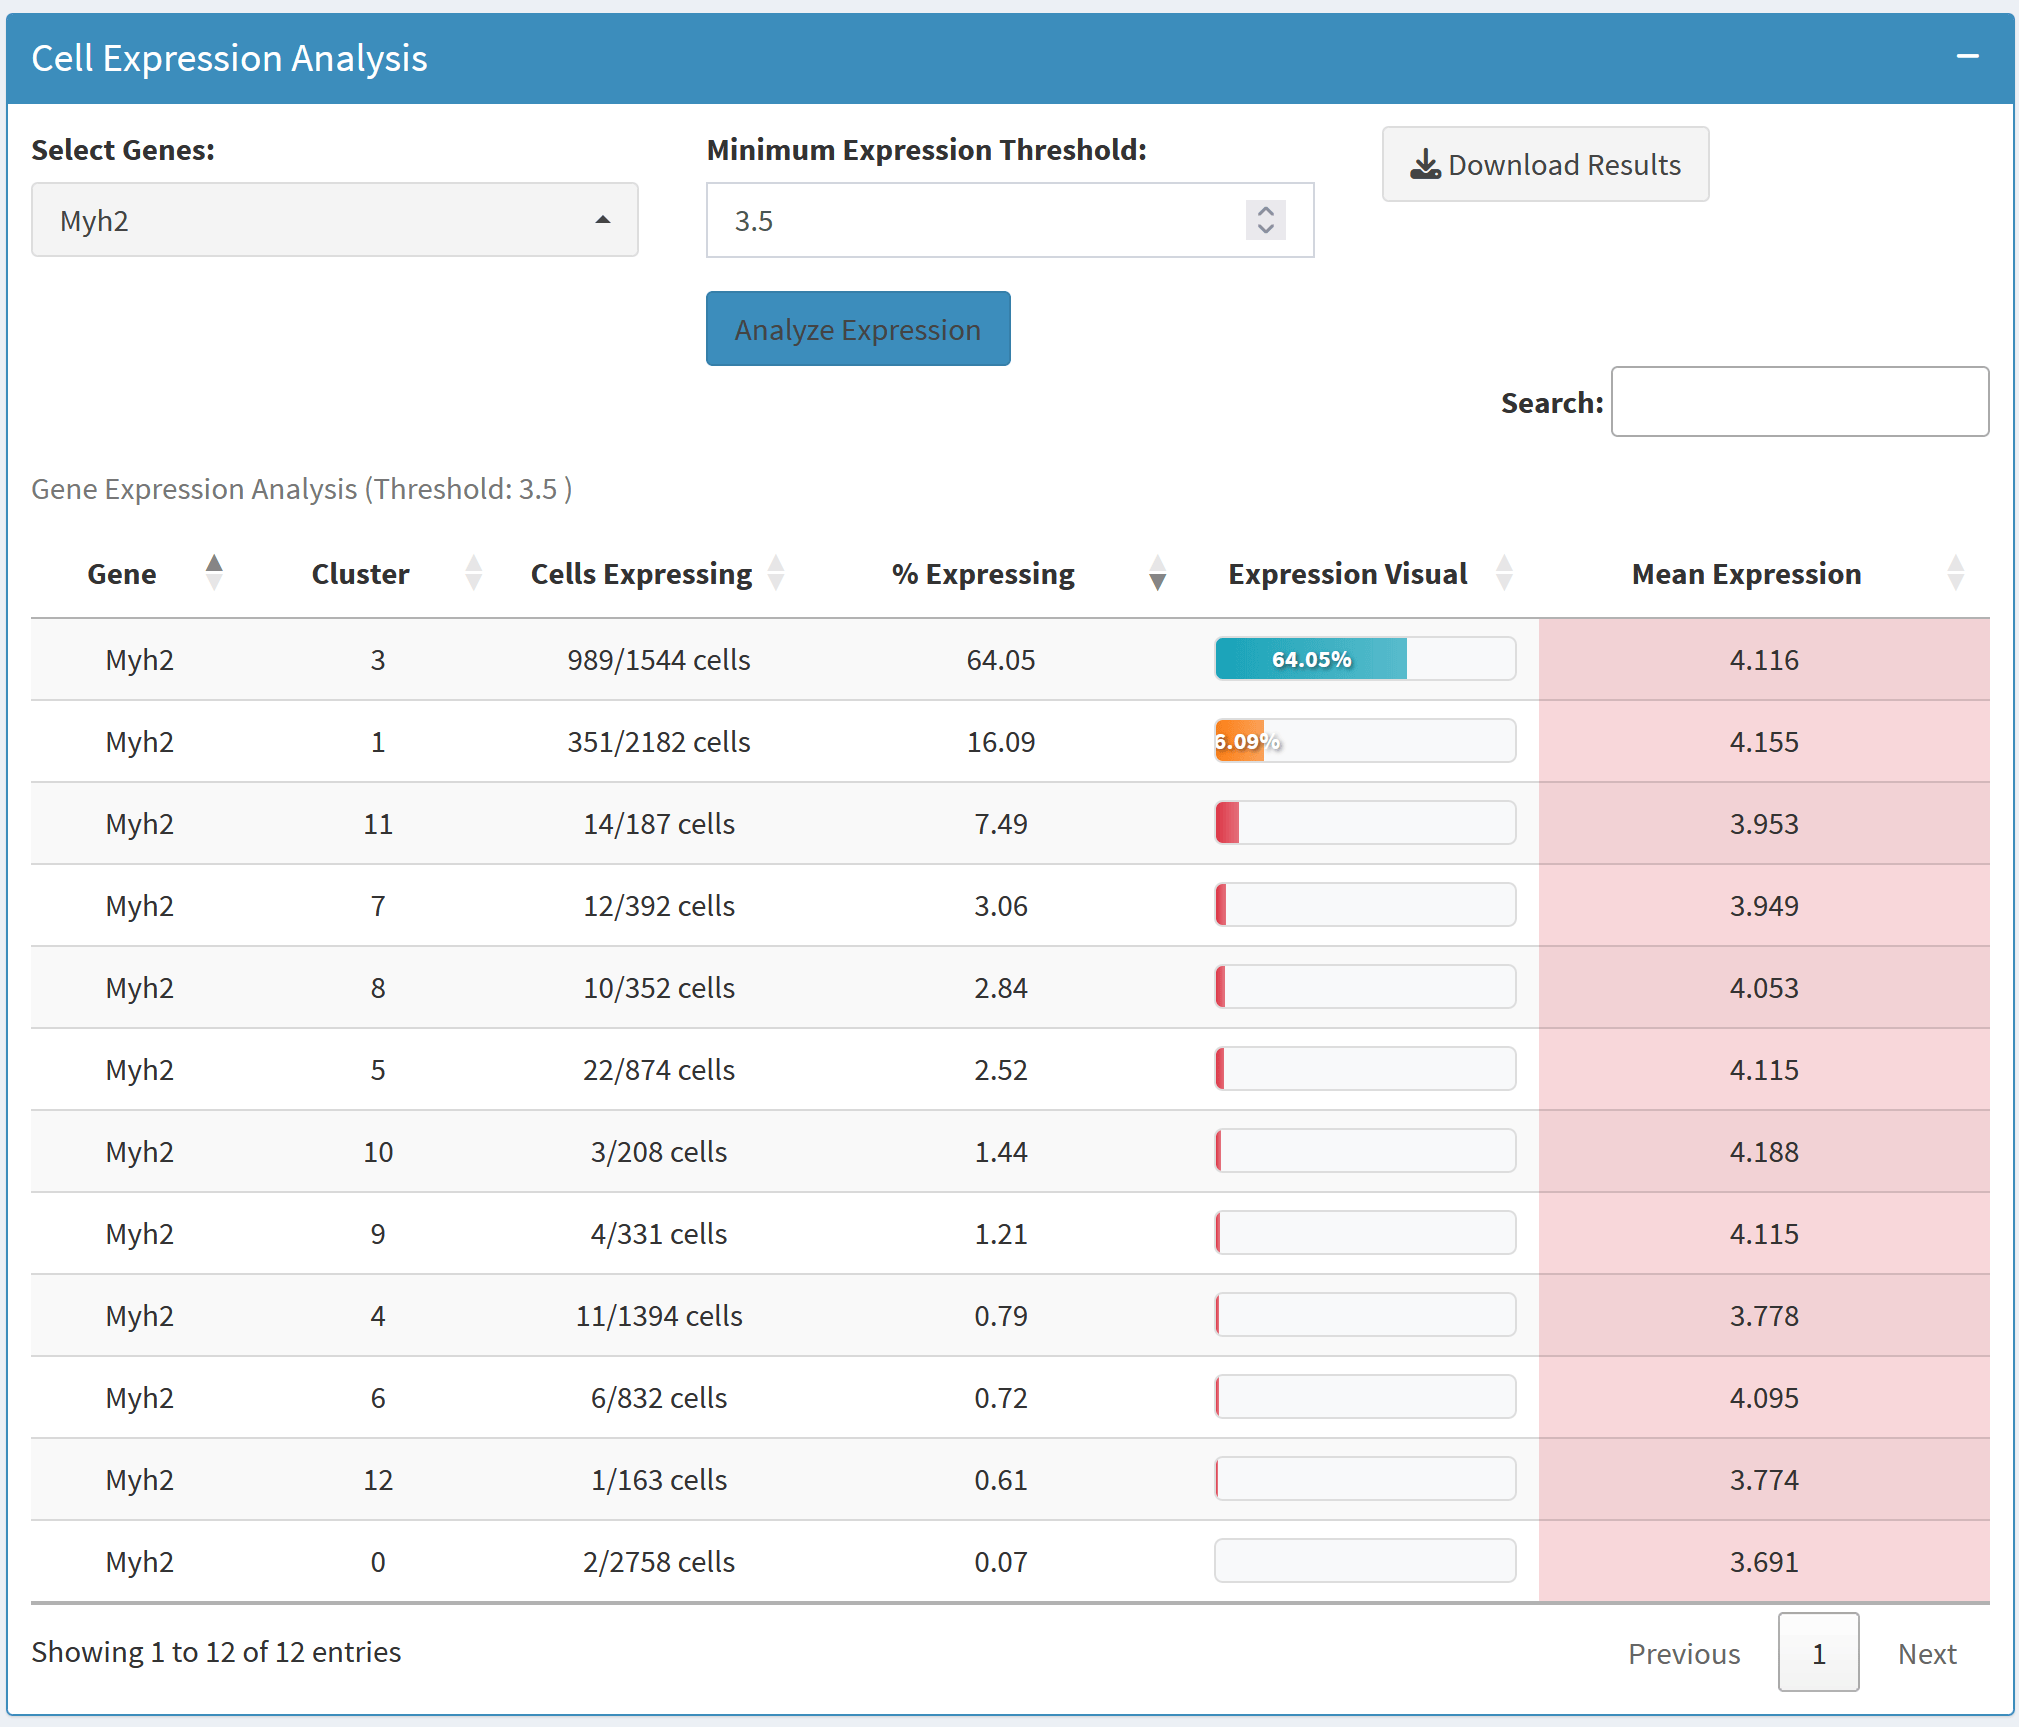 Cell Expression Analysis
Select Genes:
Minimum Expression Threshold:
Download Results
Myh2
3.5
Analyze Expression
Search:
Gene Expression Analysis (Threshold: 3.5 )
Gene Cluster Cells Expressing % Expressing Expression Visual Mean Expression
Myh2 3 989/1544 cells 64.05 64.05% 4.116
Myh2 1 351/2182 cells 16.09 6.09% 4.155
Myh2 11 14/187 cells 7.49 3.953
Myh2 7 12/392 cells 3.06 3.949
Myh2 8 10/352 cells 2.84 4.053
Myh2 5 22/874 cells 2.52 4.115
Myh2 10 3/208 cells 1.44 4.188
Myh2 9 4/331 cells 1.21 4.115
Myh2 4 11/1394 cells 0.79 3.778
Myh2 6 6/832 cells 0.72 4.095
Myh2 12 1/163 cells 0.61 3.774
Myh2 0 2/2758 cells 0.07 3.691
Showing 1 to 12 of 12 entries
Previous 1 Next